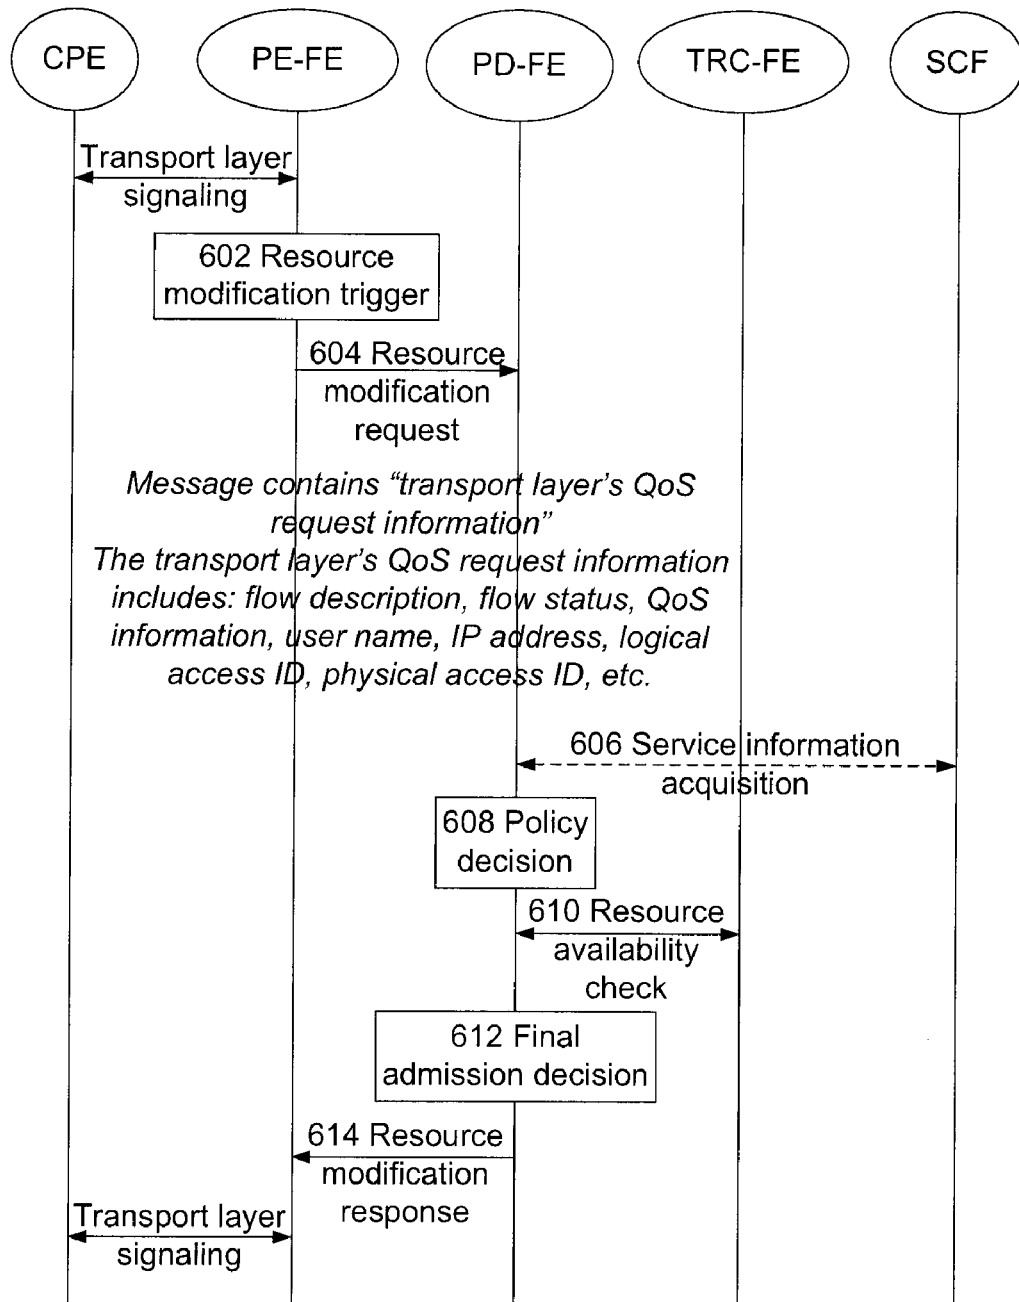 CPE
PE-FE
PD-FE
TRC-FE
SCF
Transport layer
signaling
602 Resource
modification trigger
604 Resource
modification
request
Message contains “transport layer’s QoS
request information”
The transport layer’s QoS request information
includes: flow description, flow status, QoS
information, user name, IP address, logical
access ID, physical access ID, etc.
606 Service information
acquisition
608 Policy
decision
610 Resource
availability
check
612 Final
admission decision
614 Resource
modification
response
Transport layer
signaling